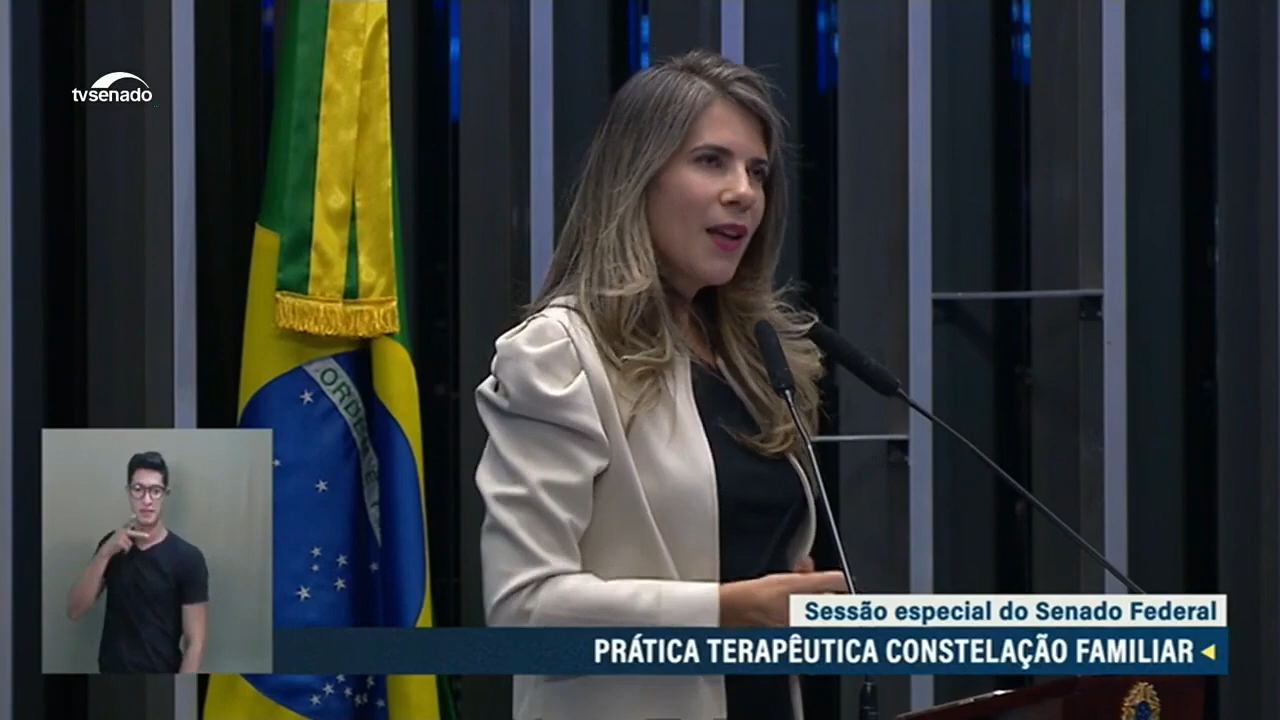 tvsenado
ORDEM E
Sessão especial do Senado Federal
PRÁTICA TERAPÊUTICA CONSTELAÇÃO FAMILIAR